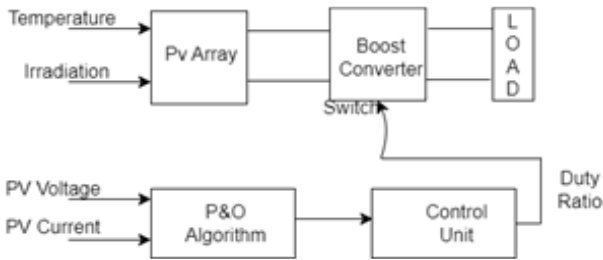 Temperature
Irradiation
Pv Array
Boost
Converter
L
O
A
D
Switch
PV Voltage
PV Current
P&O
Algorithm
Control
Unit
Duty
Ratio